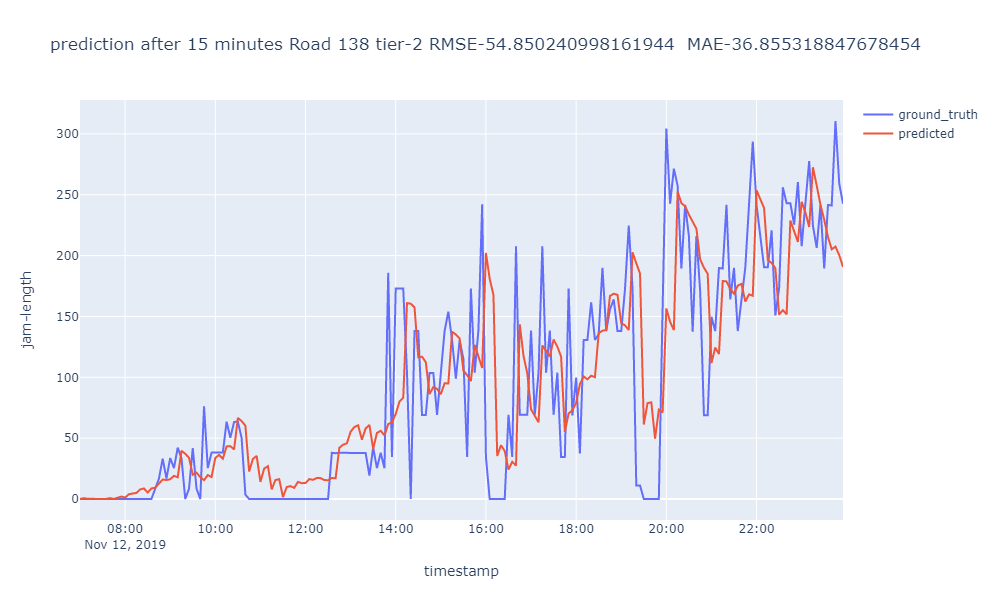 prediction after 15 minutes Road 138 tier-2 RMSE-54.850240998161944  MAE-36.855318847678454
ground_truth
predicted
300
250
200
150
100
50
0
jam-length
08:00 10:00 12:00 14:00 16:00 18:00 20:00 22:00
Nov 12, 2019
timestamp